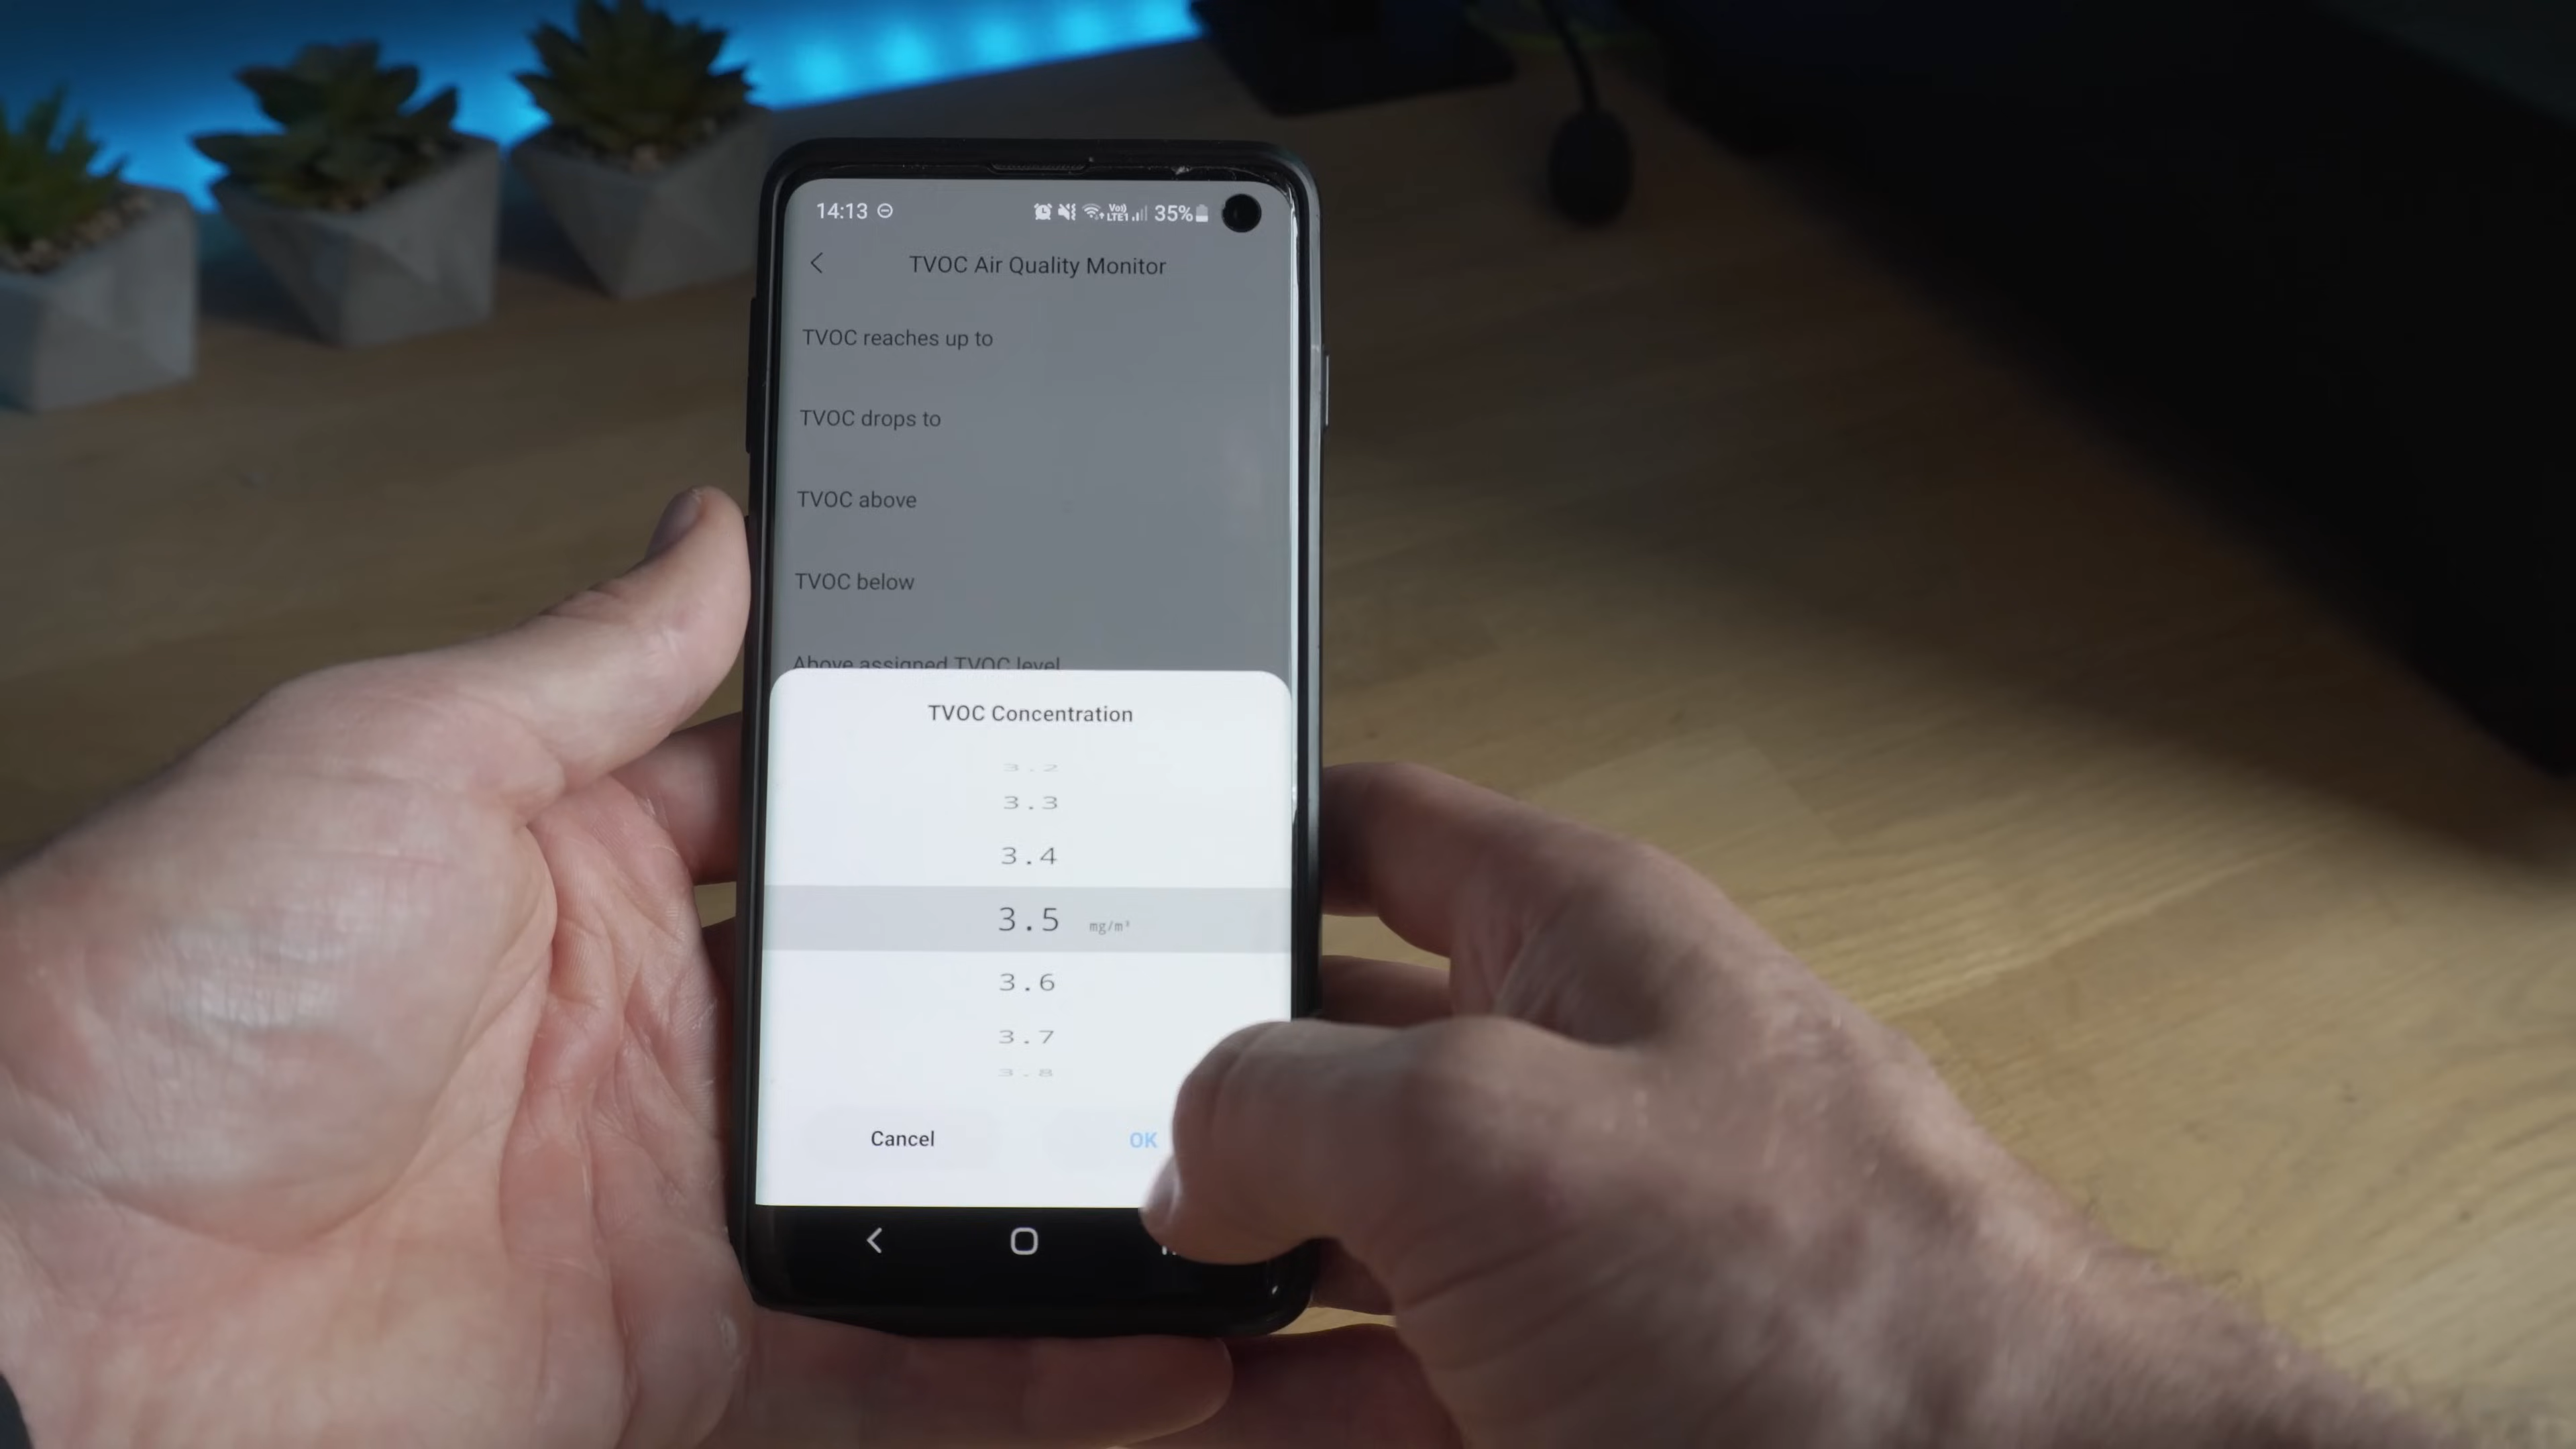 14:13 Vo) LTE1 35%
TVOC Air Quality Monitor
TVOC reaches up to
TVOC drops to
TVOC above
TVOC below
Above assigned TVOC level
TVOC Concentration
3.2
3.3
3.4
3.5 mg/m³
3.6
3.7
3.8
Cancel OK